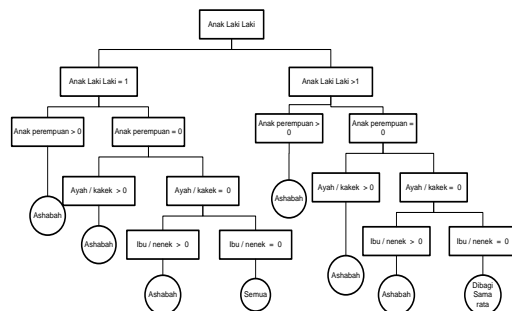 Anak Laki Laki
Anak Laki Laki = 1
Anak Laki Laki >1
Anak perempuan > 0
Anak perempuan = 0
Anak perempuan >
0
Anak perempuan =
0
Ayah / kakek > 0
Ayah / kakek = 0
Ayah / kakek > 0
Ayah / kakek = 0
Ashabah
Ashabah
Ashabah
Ibu / nenek > 0
Ibu / nenek = 0
Ibu / nenek > 0
Ibu / nenek = 0
Ashabah
Semua
Ashabah
Ashabah
Dibagi
Sama
rata